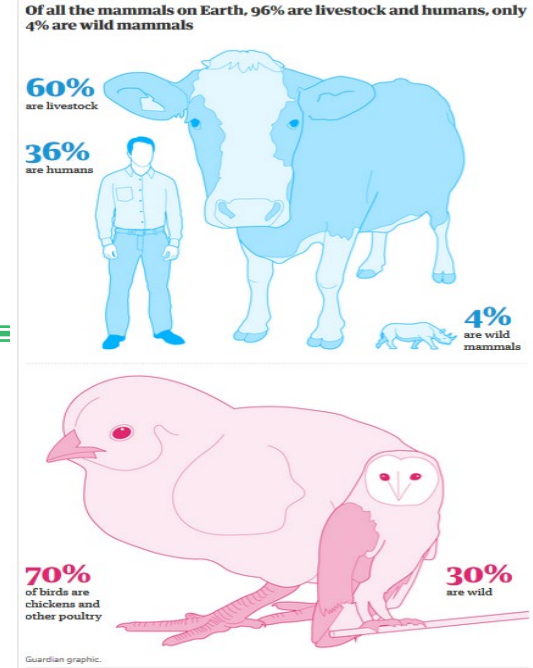 Of all the mammals on Earth, 96% are livestock and humans, only
4% are wild mammals
60%
are livestock
36%
are humans
4%
are wild
mammals
70%
of birds are
chickens and
other poultry
30%
are wild
Guardian graphic.